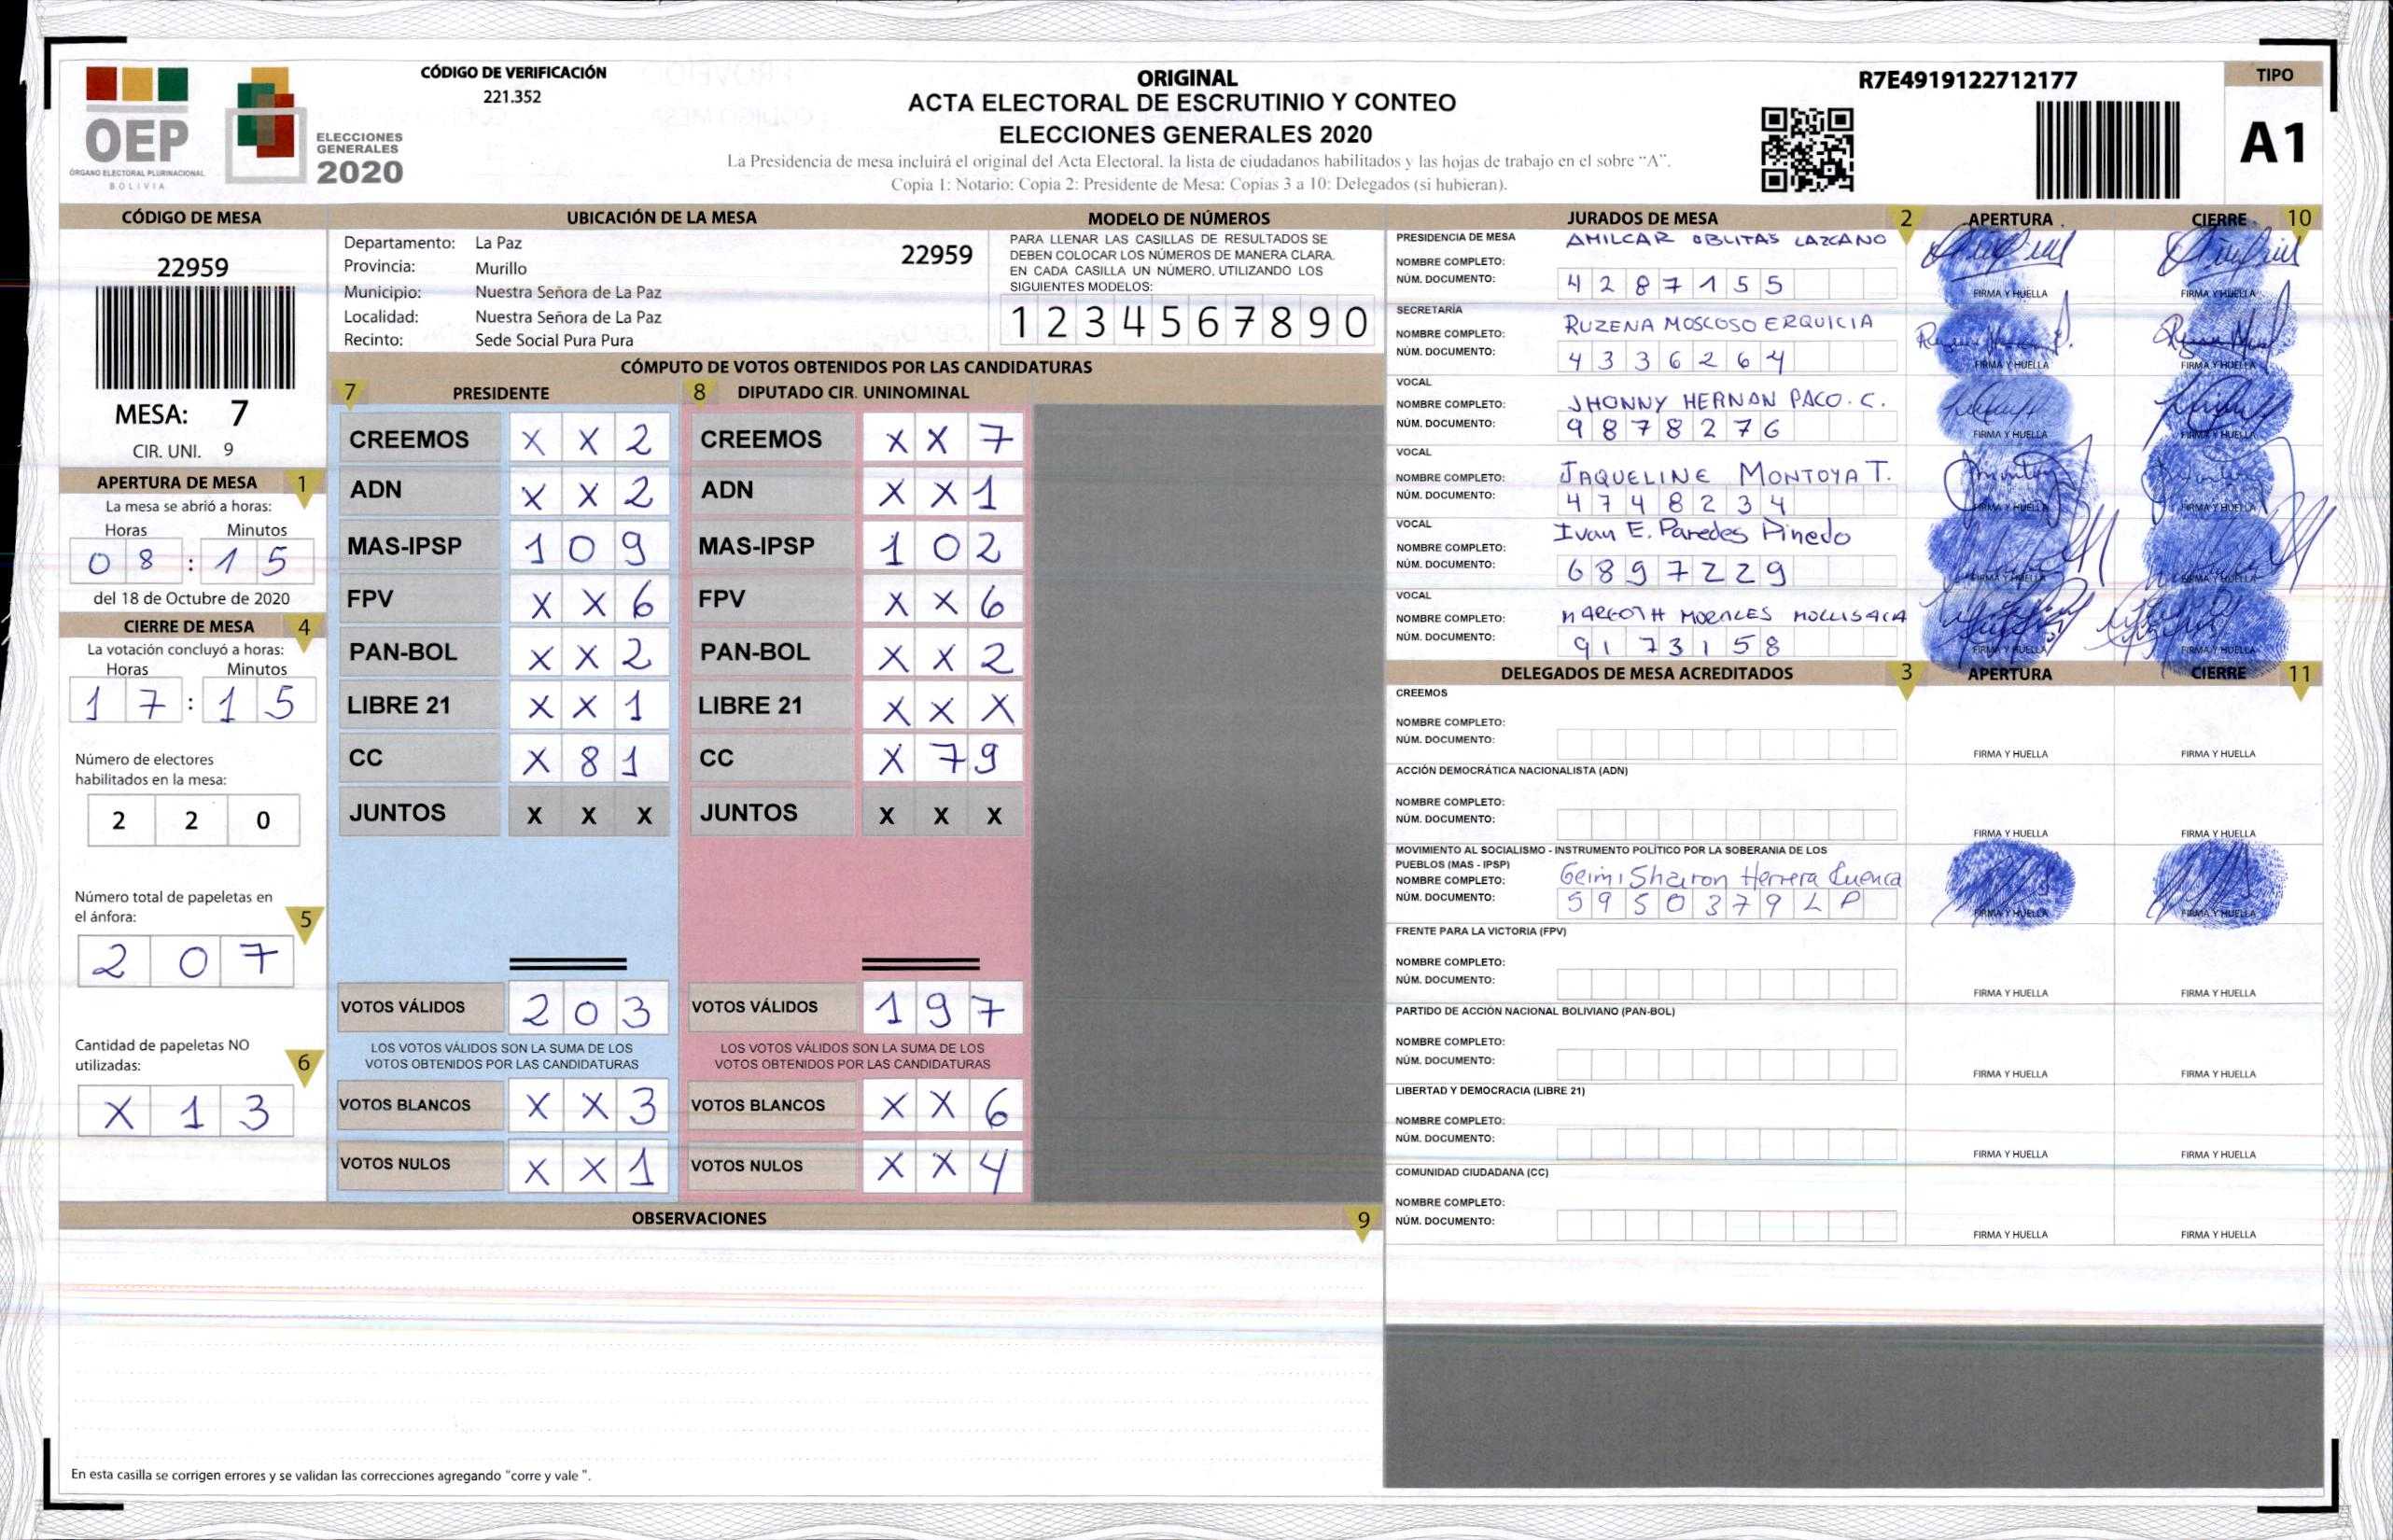 CÓDIGO DE VERIFICACIÓN
221.352
OEP
ÓRGANO ELECTORAL PLURINACIONAL
BOLIVIA
ELECCIONES
GENERALES
2020
ORIGINAL
ACTA ELECTORAL DE ESCRUTINIO Y CONTEO
ELECCIONES GENERALES 2020
La Presidencia de mesa incluirá el original del Acta Electoral, la lista de ciudadanos habilitados y las hojas de trabajo en el sobre "A".
Copia 1: Notario; Copia 2: Presidente de Mesa; Copias 3 a 10: Delegados (si hubieran).
R7E4919122712177
TIPO
A1
CÓDIGO DE MESA
22959
MESA: 7
CIR. UNI. 9
APERTURA DE MESA 1
La mesa se abrió a horas:
Horas Minutos
08 : 15
del 18 de Octubre de 2020
CIERRE DE MESA 4
La votación concluyó a horas:
Horas Minutos
17 : 15
Número de electores
habilitados en la mesa:
2 2 0
Número total de papeletas en
el ánfora: 5
2 0 7
Cantidad de papeletas NO
utilizadas: 6
X 1 3
UBICACIÓN DE LA MESA
Departamento: La Paz 22959
Provincia: Murillo
Municipio: Nuestra Señora de La Paz
Localidad: Nuestra Señora de La Paz
Recinto: Sede Social Pura Pura
MODELO DE NÚMEROS
PARA LLENAR LAS CASILLAS DE RESULTADOS SE
DEBEN COLOCAR LOS NÚMEROS DE MANERA CLARA.
EN CADA CASILLA UN NÚMERO, UTILIZANDO LOS
SIGUIENTES MODELOS:
1 2 3 4 5 6 7 8 9 0
CÓMPUTO DE VOTOS OBTENIDOS POR LAS CANDIDATURAS
7 PRESIDENTE
CREEMOS X X 2
ADN X X 2
MAS-IPSP 1 0 9
FPV X X 6
PAN-BOL X X 2
LIBRE 21 X X 1
CC X 8 1
JUNTOS X X X
VOTOS VÁLIDOS 2 0 3
LOS VOTOS VÁLIDOS SON LA SUMA DE LOS
VOTOS OBTENIDOS POR LAS CANDIDATURAS
VOTOS BLANCOS X X 3
VOTOS NULOS X X 1
8 DIPUTADO CIR. UNINOMINAL
CREEMOS X X 7
ADN X X 1
MAS-IPSP 1 0 2
FPV X X 6
PAN-BOL X X 2
LIBRE 21 X X X
CC X 7 9
JUNTOS X X X
VOTOS VÁLIDOS 1 9 7
LOS VOTOS VÁLIDOS SON LA SUMA DE LOS
VOTOS OBTENIDOS POR LAS CANDIDATURAS
VOTOS BLANCOS X X 6
VOTOS NULOS X X 4
OBSERVACIONES 9
En esta casilla se corrigen errores y se validan las correcciones agregando "corre y vale ".
JURADOS DE MESA 2 APERTURA CIERRE 10
PRESIDENCIA DE MESA
NOMBRE COMPLETO: AMILCAR OBLITAS LAZCANO
NÚM. DOCUMENTO: 4287155
FIRMA Y HUELLA FIRMA Y HUELLA
SECRETARÍA
NOMBRE COMPLETO: RUZENA MOSCOSO ERQUICIA
NÚM. DOCUMENTO: 4336264
FIRMA Y HUELLA FIRMA Y HUELLA
VOCAL
NOMBRE COMPLETO: JHONNY HERNAN PACO. C.
NÚM. DOCUMENTO: 9878276
FIRMA Y HUELLA FIRMA Y HUELLA
VOCAL
NOMBRE COMPLETO: JAQUELINE MONTOYA T.
NÚM. DOCUMENTO: 4748234
FIRMA Y HUELLA FIRMA Y HUELLA
VOCAL
NOMBRE COMPLETO: Ivan E. Paredes Pinedo
NÚM. DOCUMENTO: 6897229
FIRMA Y HUELLA FIRMA Y HUELLA
VOCAL
NOMBRE COMPLETO: MARGOTH MORALES
NÚM. DOCUMENTO: 9173158
FIRMA Y HUELLA FIRMA Y HUELLA
DELEGADOS DE MESA ACREDITADOS 3 APERTURA CIERRE 11
CREEMOS
NOMBRE COMPLETO:
NÚM. DOCUMENTO:
FIRMA Y HUELLA FIRMA Y HUELLA
ACCIÓN DEMOCRÁTICA NACIONALISTA (ADN)
NOMBRE COMPLETO:
NÚM. DOCUMENTO:
FIRMA Y HUELLA FIRMA Y HUELLA
MOVIMIENTO AL SOCIALISMO - INSTRUMENTO POLÍTICO POR LA SOBERANIA DE LOS
PUEBLOS (MAS - IPSP)
NOMBRE COMPLETO: Geimi Sharon Herrera Cuenca
NÚM. DOCUMENTO: 5950379LP
FIRMA Y HUELLA FIRMA Y HUELLA
FRENTE PARA LA VICTORIA (FPV)
NOMBRE COMPLETO:
NÚM. DOCUMENTO:
FIRMA Y HUELLA FIRMA Y HUELLA
PARTIDO DE ACCIÓN NACIONAL BOLIVIANO (PAN-BOL)
NOMBRE COMPLETO:
NÚM. DOCUMENTO:
FIRMA Y HUELLA FIRMA Y HUELLA
LIBERTAD Y DEMOCRACIA (LIBRE 21)
NOMBRE COMPLETO:
NÚM. DOCUMENTO:
FIRMA Y HUELLA FIRMA Y HUELLA
COMUNIDAD CIUDADANA (CC)
NOMBRE COMPLETO:
NÚM. DOCUMENTO:
FIRMA Y HUELLA FIRMA Y HUELLA